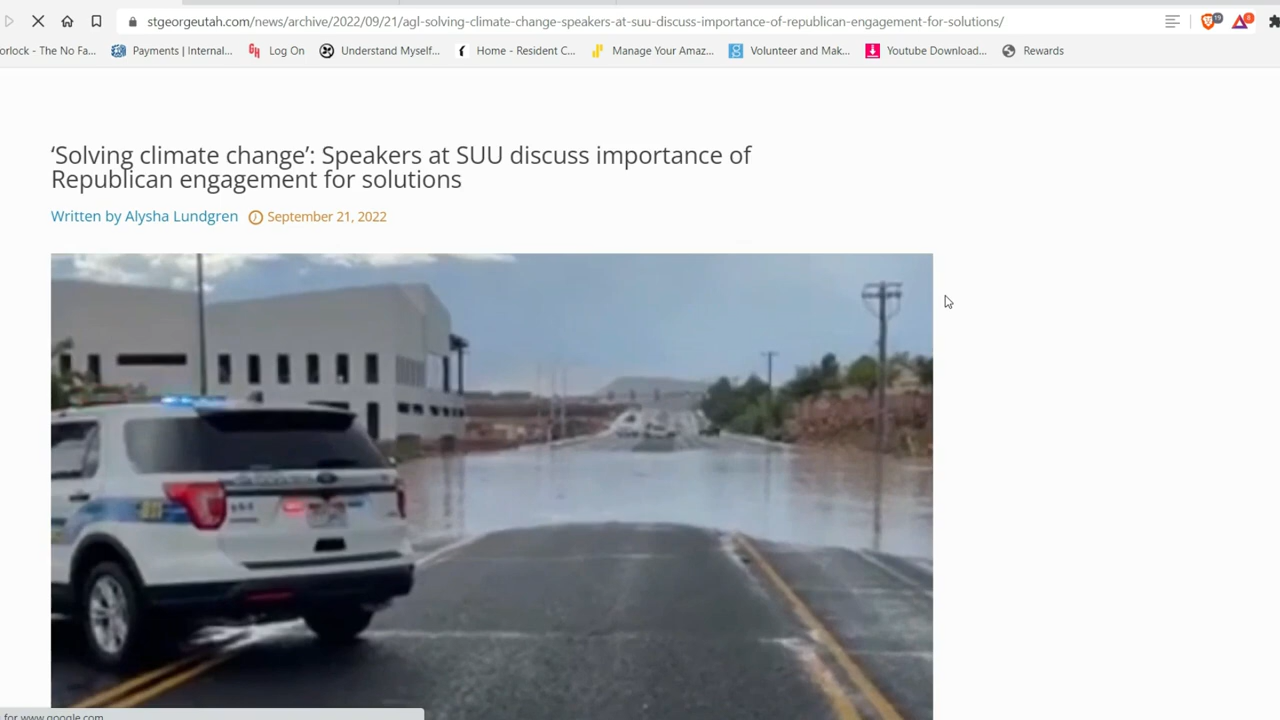 stgeorgeutah.com/news/archive/2022/09/21/agl-solving-climate-change-speakers-at-suu-discuss-importance-of-republican-engagement-for-solutions/
orlock - The No Fa... Payments | Internal... GH Log On Understand Myself... Home - Resident C... Manage Your Amaz... Volunteer and Mak... Youtube Download... Rewards
‘Solving climate change’: Speakers at SUU discuss importance of
Republican engagement for solutions
Written by Alysha Lundgren September 21, 2022
for www.google.com